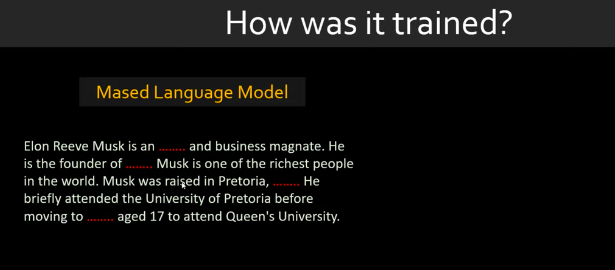 How was it trained?
Mased Language Model
Elon Reeve Musk is an ........ and business magnate. He
is the founder of ........ Musk is one of the richest people
in the world. Musk was raised in Pretoria, ........ He
briefly attended the University of Pretoria before
moving to ........ aged 17 to attend Queen's University.